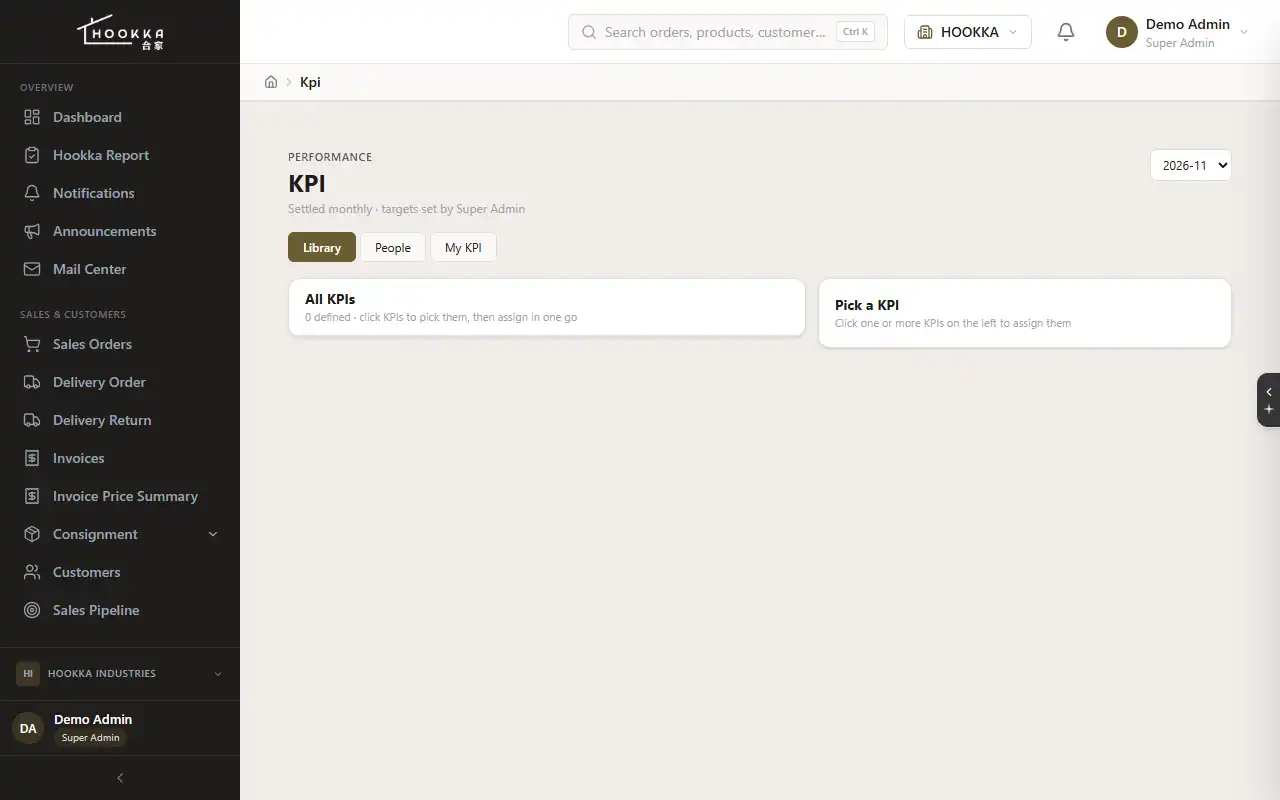 HOOKKA
合家
Search orders, products, customer...
Ctrl K
HOOKKA
D
Demo Admin
Super Admin
Kpi
OVERVIEW
Dashboard
Hookka Report
Notifications
Announcements
Mail Center
SALES & CUSTOMERS
Sales Orders
Delivery Order
Delivery Return
Invoices
Invoice Price Summary
Consignment
Customers
Sales Pipeline
HI
HOOKKA INDUSTRIES
DA
Demo Admin
Super Admin
PERFORMANCE
KPI
Settled monthly · targets set by Super Admin
2026-11
Library
People
My KPI
All KPIs
0 defined · click KPIs to pick them, then assign in one go
Pick a KPI
Click one or more KPIs on the left to assign them